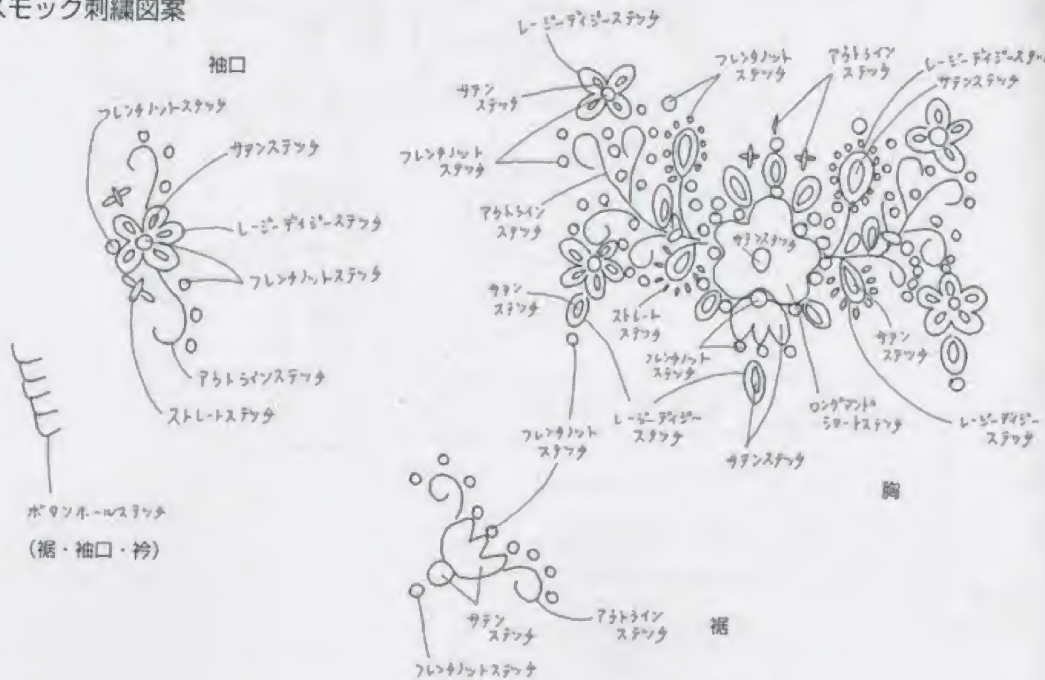 スモック刺繍図案
袖口
フレンチノットステッチ
サテンステッチ
レージーデイジーステッチ
フレンチノットステッチ
アウトラインステッチ
ストレートステッチ
ボタンホールステッチ
(裾・袖口・衿)
レージーデイジーステッチ
サテン
ステッチ
フレンチノット
ステッチ
アウトライン
ステッチ
サテン
ステッチ
フレンチノット
ステッチ
アウトライン
ステッチ
レージーデイジーステッ
サテンステッチ
サテンステッチ
ストレート
ステッチ
フレンチノット
ステッチ
レージーデイジー
ステッチ
フレンチノット
ステッチ
サテンステッチ
ロングアンド
ショートステッチ
サテン
ステッチ
レージーデイジー
ステッチ
胸
サテン
ステッチ
アウトライン
ステッチ
フレンチノットステッチ
裾